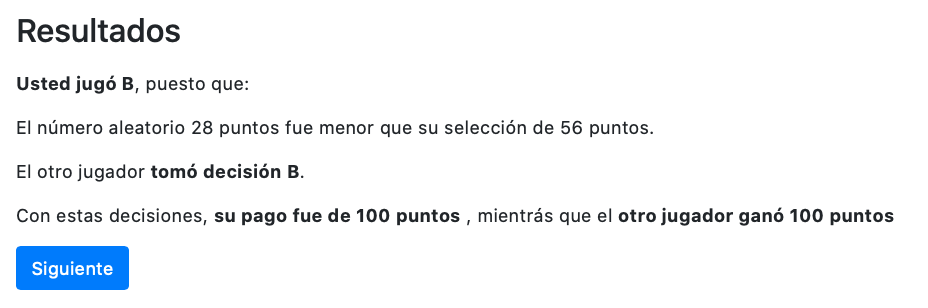 Resultados
Usted jugó B, puesto que:
El número aleatorio 28 puntos fue menor que su selección de 56 puntos.
El otro jugador tomó decisión B.
Con estas decisiones, su pago fue de 100 puntos , mientrás que el otro jugador ganó 100 puntos
Siguiente